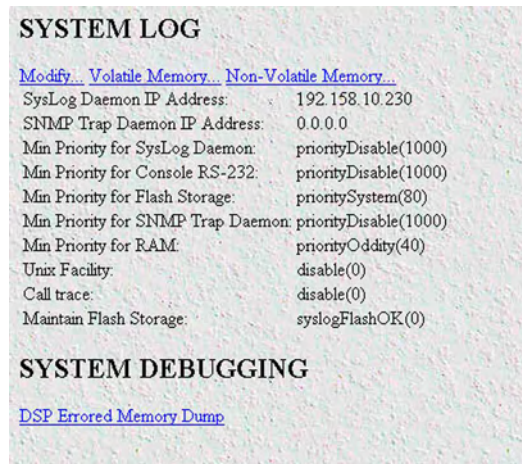 SYSTEM LOG
Modify... Volatile Memory... Non-Volatile Memory...
SysLog Daemon IP Address: 192.158.10.230
SNMP Trap Daemon IP Address: 0.0.0.0
Min Priority for SysLog Daemon: priorityDisable(1000)
Min Priority for Console RS-232: priorityDisable(1000)
Min Priority for Flash Storage: prioritySystem(80)
Min Priority for SNMP Trap Daemon: priorityDisable(1000)
Min Priority for RAM: priorityOddity(40)
Unix Facility: disable(0)
Call trace: disable(0)
Maintain Flash Storage: syslogFlashOK(0)
SYSTEM DEBUGGING
DSP Errored Memory Dump